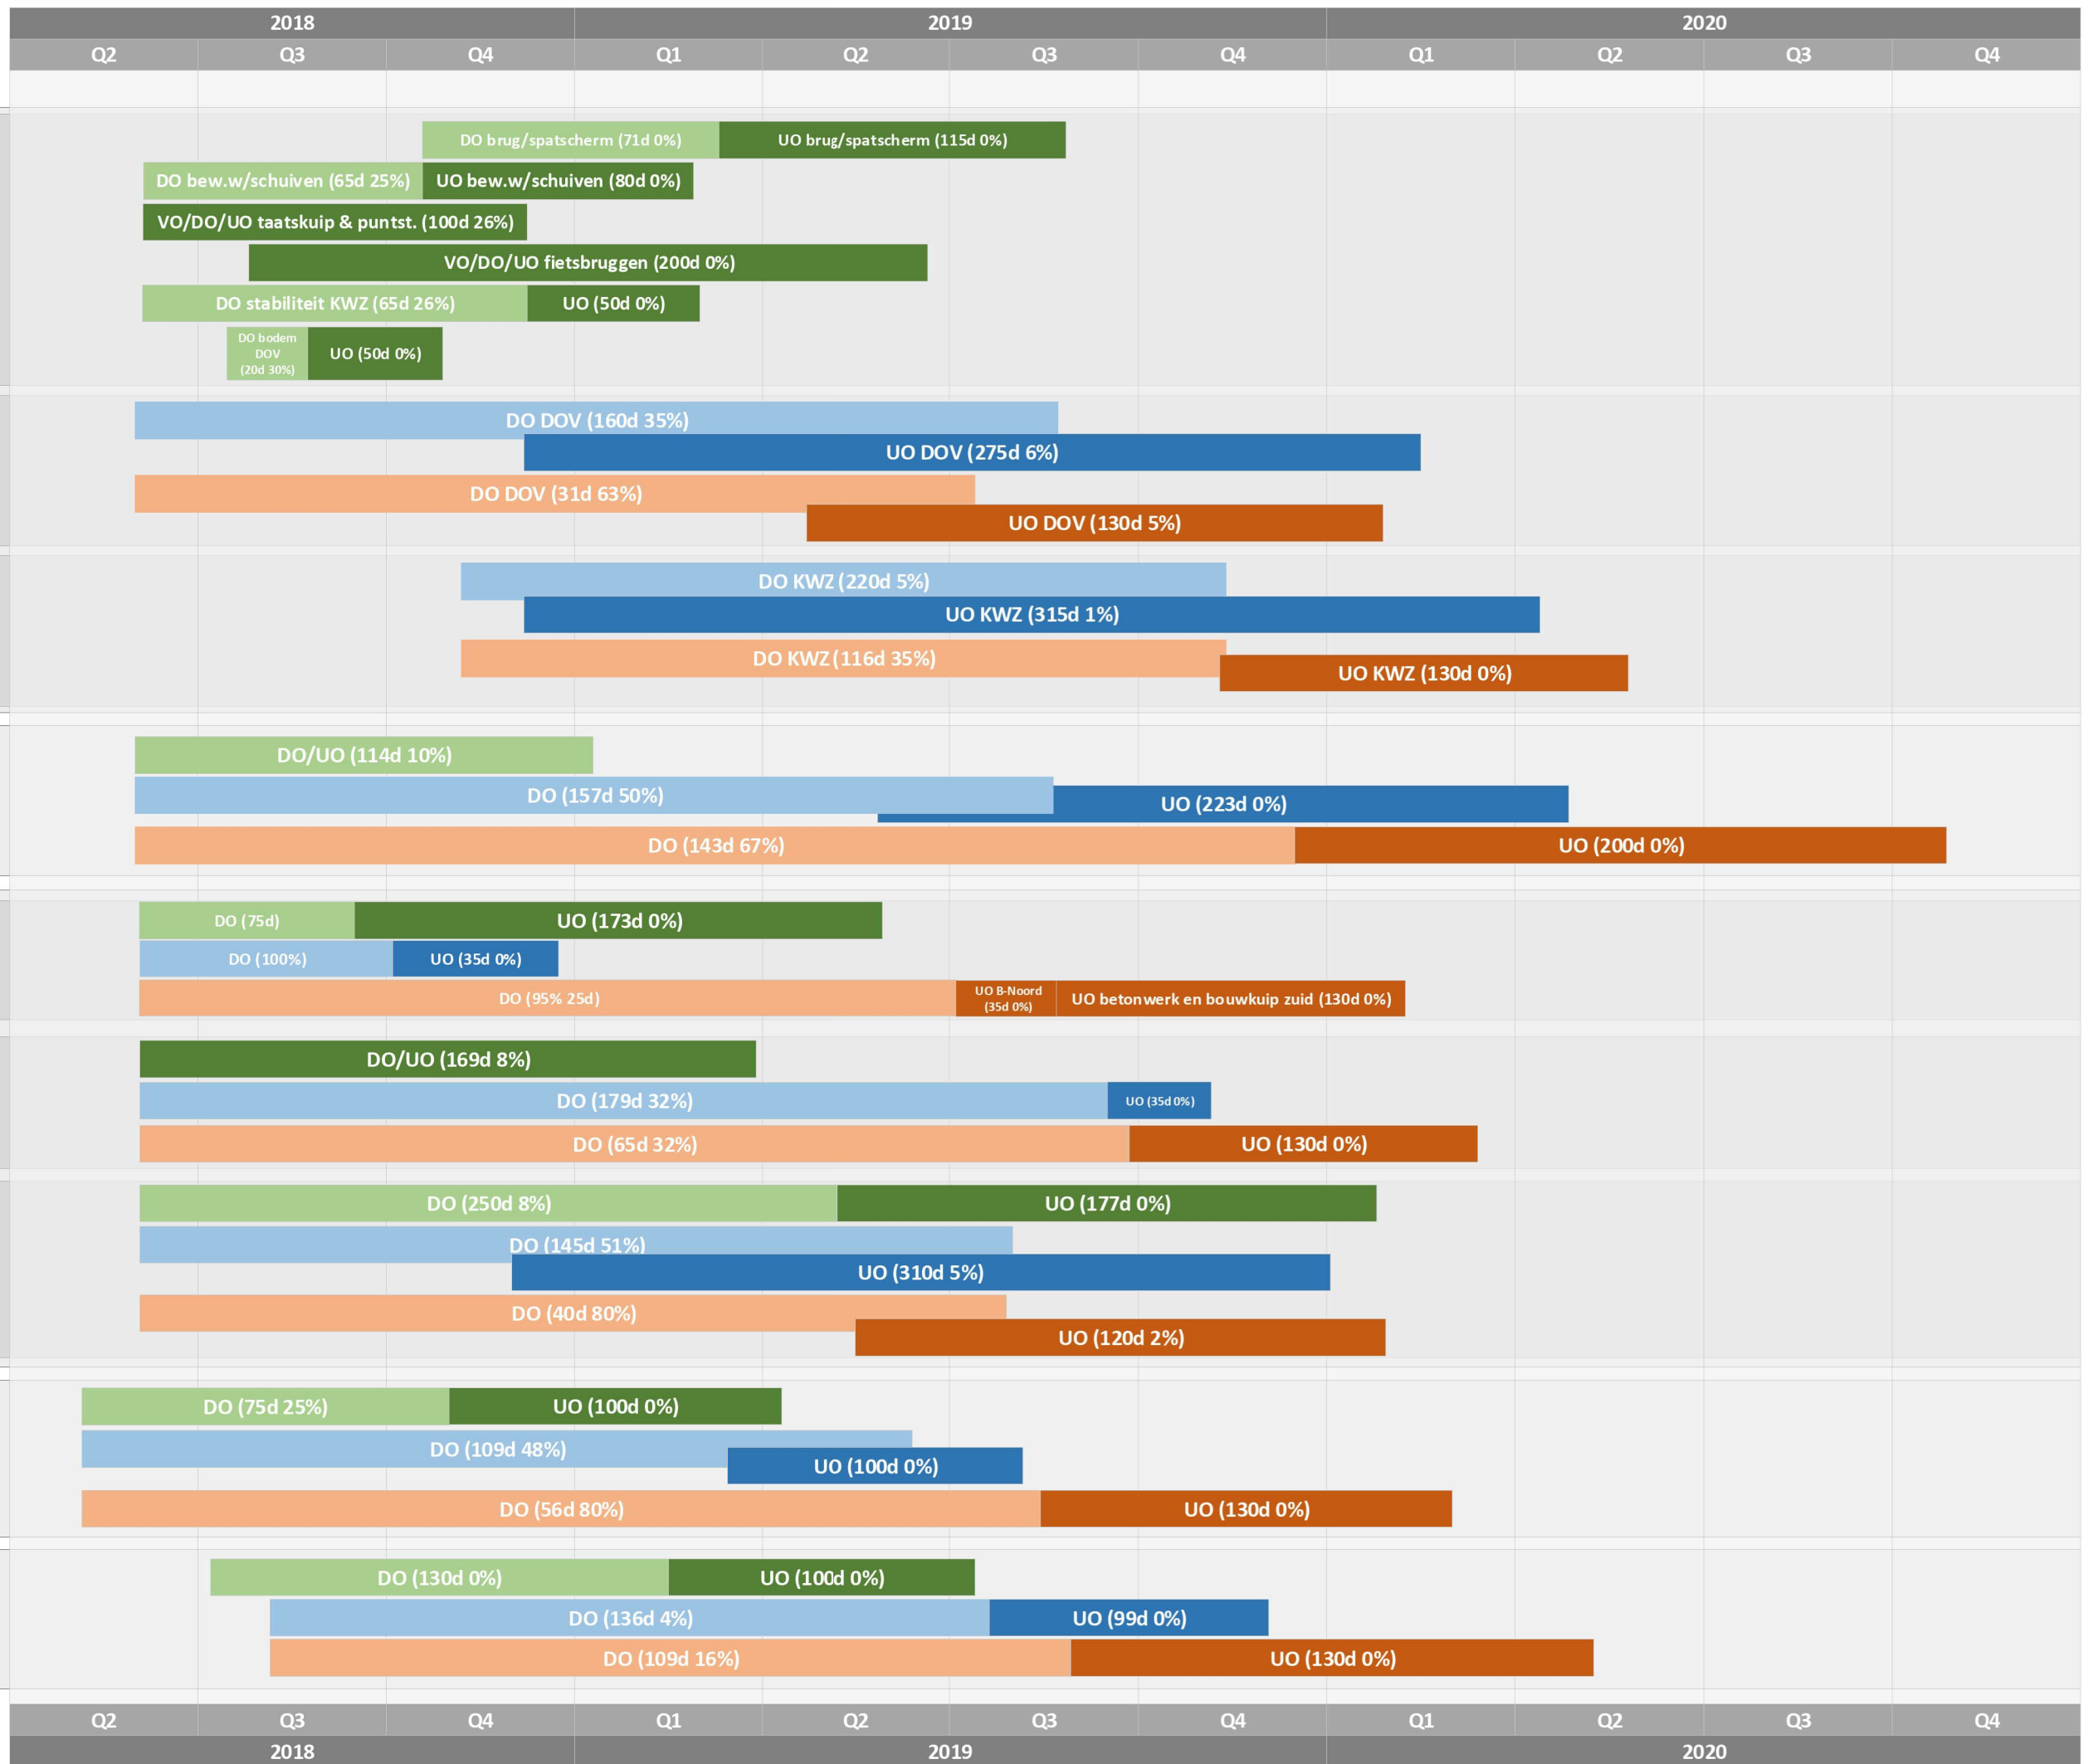 2018 2019 2020
Q2 Q3 Q4 Q1 Q2 Q3 Q4 Q1 Q2 Q3 Q4
DO brug/spatscherm (71d 0%) UO brug/spatscherm (115d 0%)
DO bew.w/schuiven (65d 25%) UO bew.w/schuiven (80d 0%)
VO/DO/UO taatskuip & puntst. (100d 26%)
VO/DO/UO fietsbruggen (200d 0%)
DO stabiliteit KWZ (65d 26%) UO (50d 0%)
DO bodem
DOV
(20d 30%)
UO (50d 0%)
DO DOV (160d 35%)
UO DOV (275d 6%)
DO DOV (31d 63%)
UO DOV (130d 5%)
DO KWZ (220d 5%)
UO KWZ (315d 1%)
DO KWZ (116d 35%)
UO KWZ (130d 0%)
DO/UO (114d 10%)
DO (157d 50%)
UO (223d 0%)
DO (143d 67%) UO (200d 0%)
DO (75d) UO (173d 0%)
DO (100%) UO (35d 0%)
DO (95% 25d)
UO B-Noord
(35d 0%)
UO betonwerk en bouwkuip zuid (130d 0%)
DO/UO (169d 8%)
DO (179d 32%) UO (35d 0%)
DO (65d 32%) UO (130d 0%)
DO (250d 8%) UO (177d 0%)
DO (145d 51%)
UO (310d 5%)
DO (40d 80%)
UO (120d 2%)
DO (75d 25%) UO (100d 0%)
DO (109d 48%)
UO (100d 0%)
DO (56d 80%) UO (130d 0%)
DO (130d 0%) UO (100d 0%)
DO (136d 4%) UO (99d 0%)
DO (109d 16%) UO (130d 0%)
Q2 Q3 Q4 Q1 Q2 Q3 Q4 Q1 Q2 Q3 Q4
2018 2019 2020